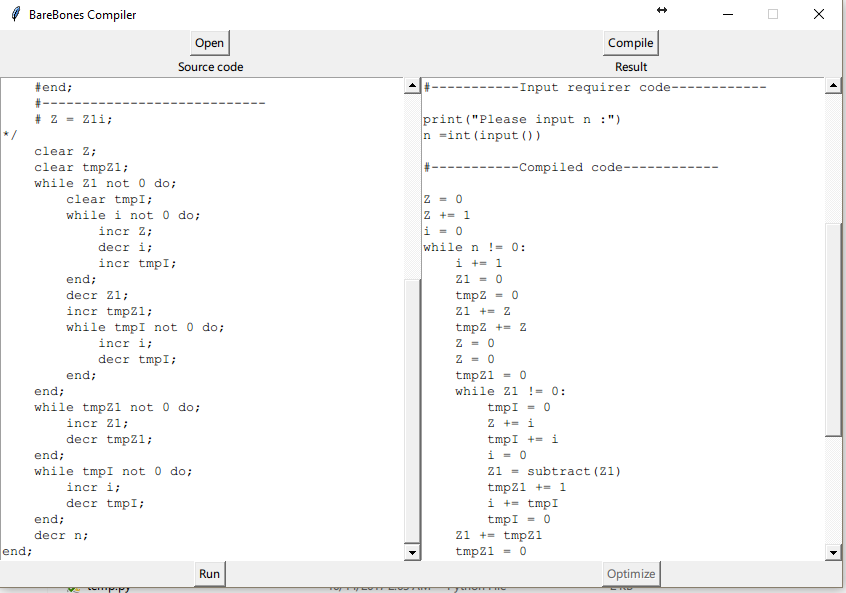 BareBones Compiler
Open
Compile
Source code
Result
    #end;
    #----------------------------
    # Z = Z1i;
*/
    clear Z;
    clear tmpZ1;
    while Z1 not 0 do;
        clear tmpI;
        while i not 0 do;
            incr Z;
            decr i;
            incr tmpI;
        end;
        decr Z1;
        incr tmpZ1;
        while tmpI not 0 do;
            incr i;
            decr tmpI;
        end;
    end;
    while tmpZ1 not 0 do;
        incr Z1;
        decr tmpZ1;
    end;
    while tmpI not 0 do;
        incr i;
        decr tmpI;
    end;
    decr n;
end;
#-----------Input requirer code------------
print("Please input n :")
n =int(input())
#-----------Compiled code------------
Z = 0
Z += 1
i = 0
while n != 0:
    i += 1
    Z1 = 0
    tmpZ = 0
    Z1 += Z
    tmpZ += Z
    Z = 0
    Z = 0
    tmpZ1 = 0
    while Z1 != 0:
        tmpI = 0
        Z += i
        tmpI += i
        i = 0
        Z1 = subtract(Z1)
        tmpZ1 += 1
        i += tmpI
        tmpI = 0
    Z1 += tmpZ1
    tmpZ1 = 0
Run
Optimize
temp.py